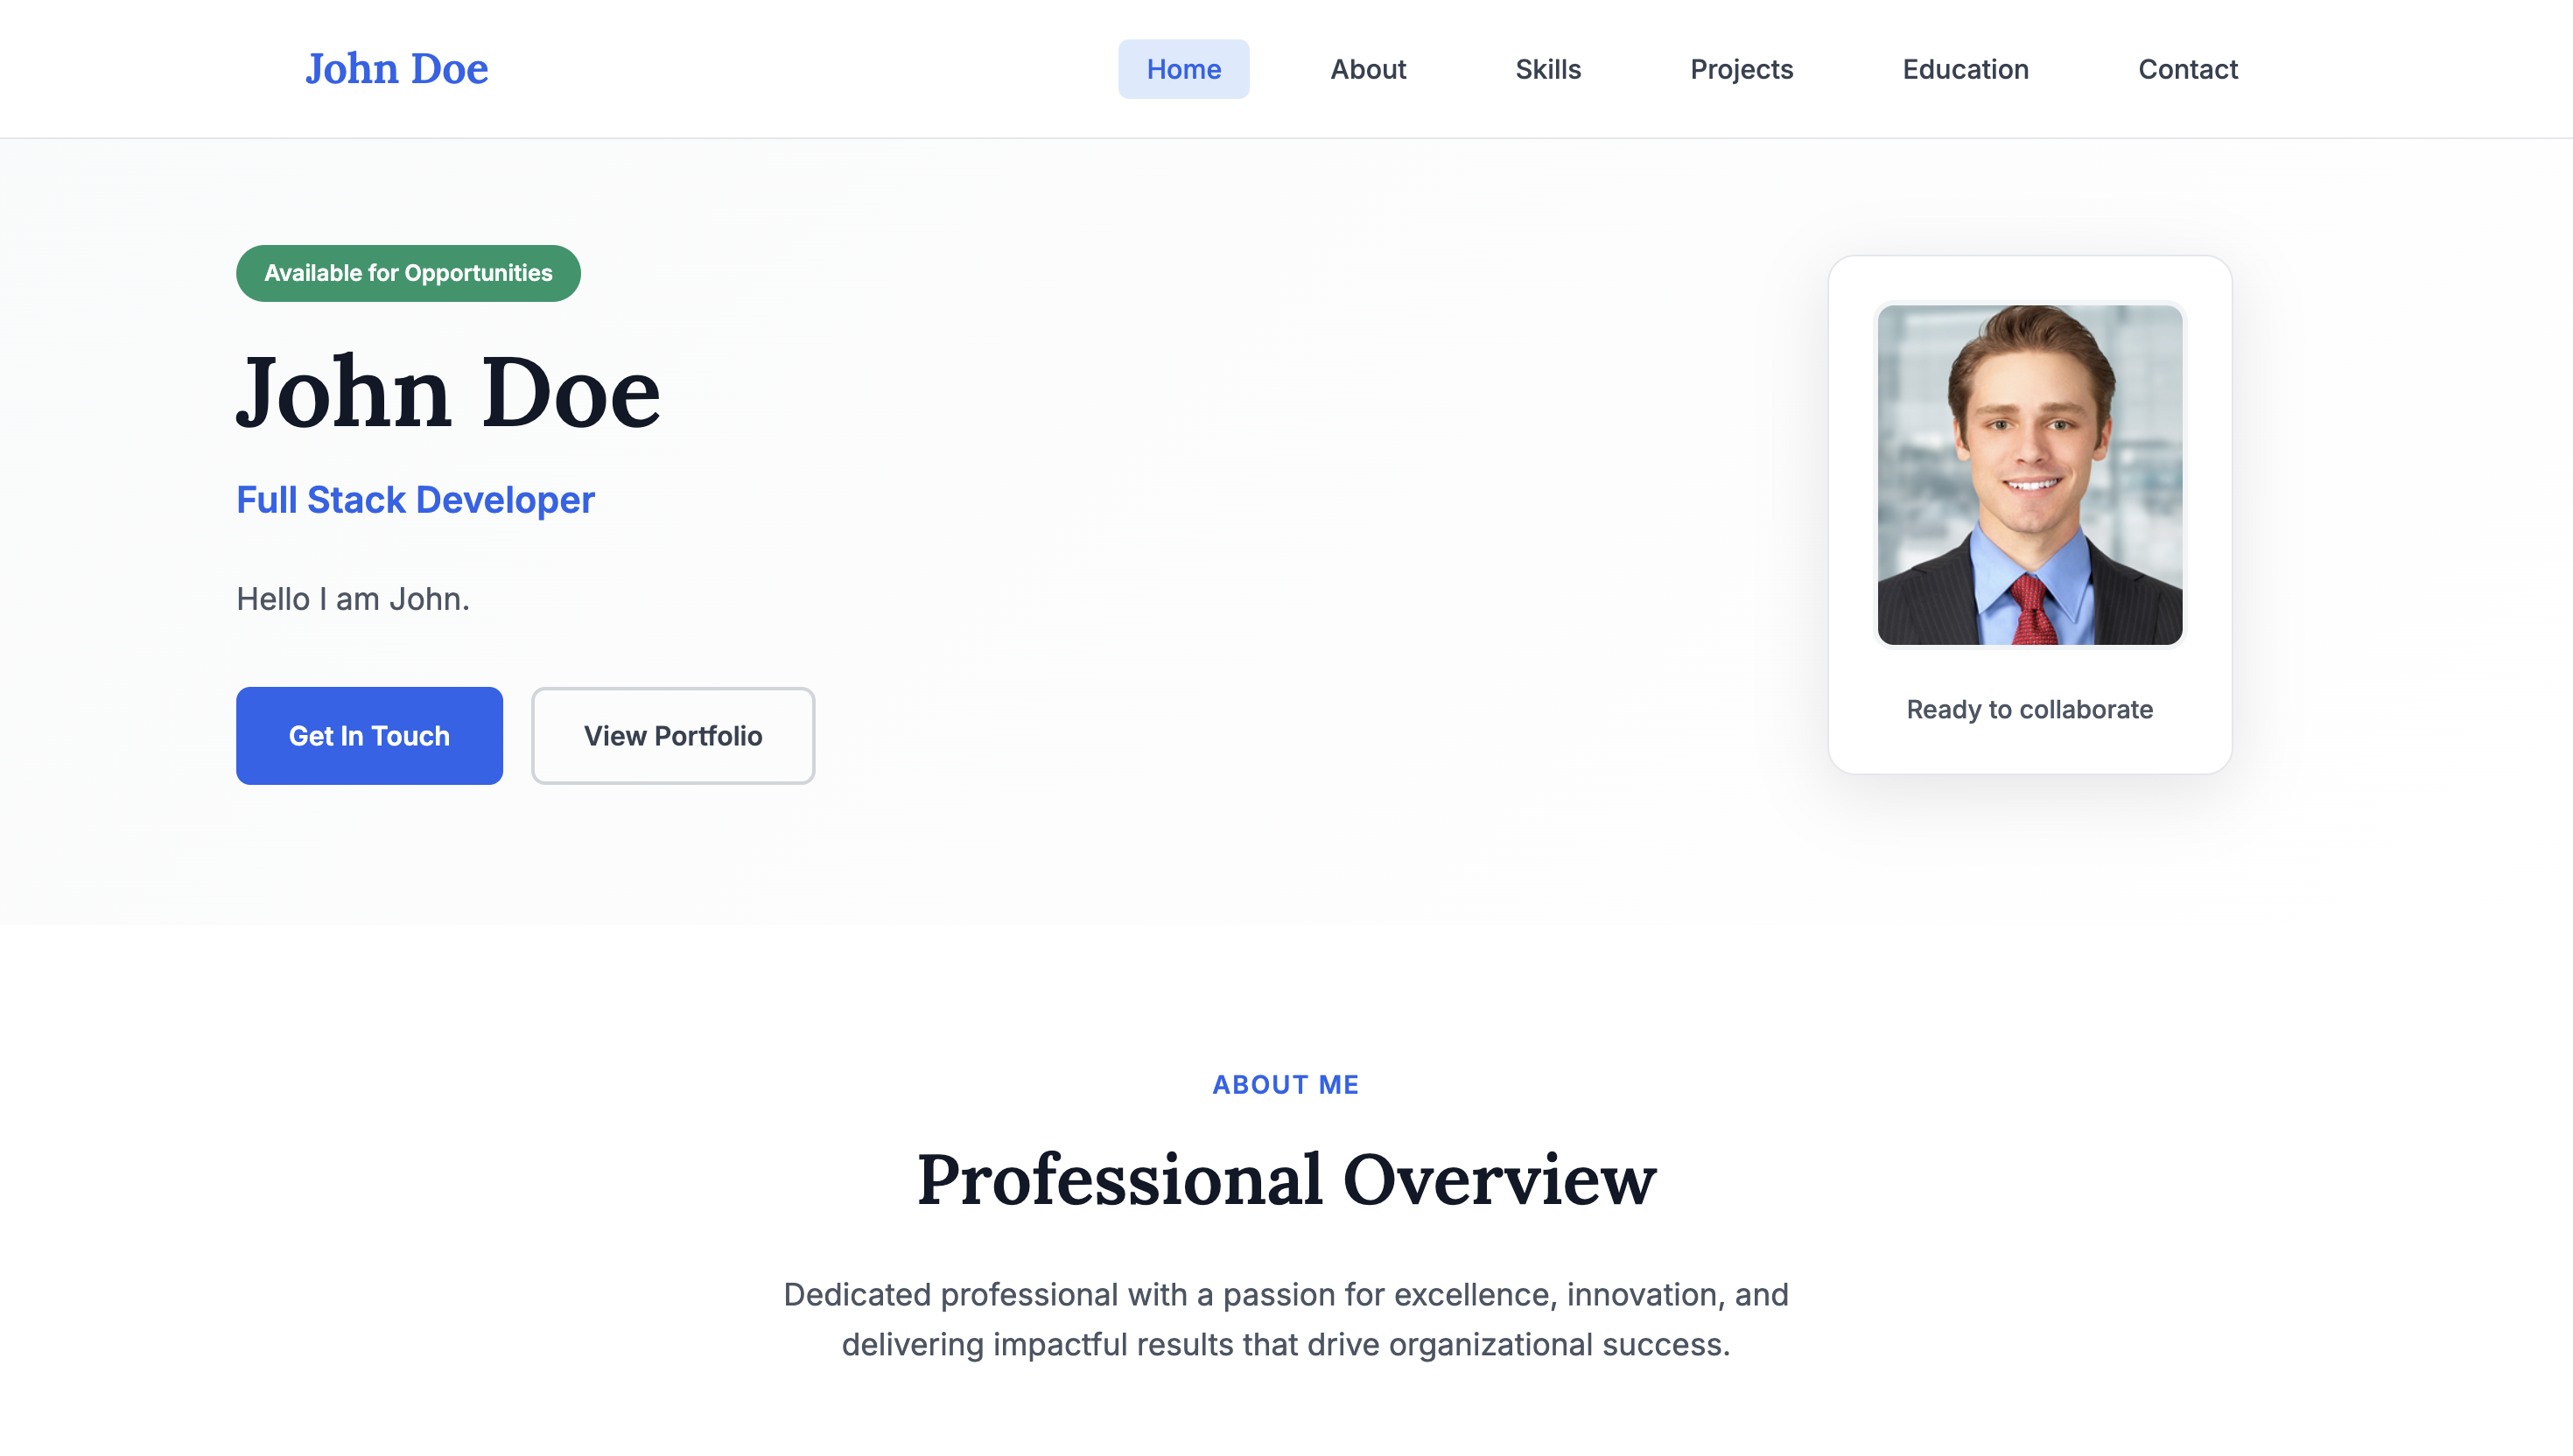 John Doe
Home
About
Skills
Projects
Education
Contact
Available for Opportunities
John Doe
Full Stack Developer
Hello I am John.
Get In Touch
View Portfolio
Ready to collaborate
ABOUT ME
Professional Overview
Dedicated professional with a passion for excellence, innovation, and
delivering impactful results that drive organizational success.